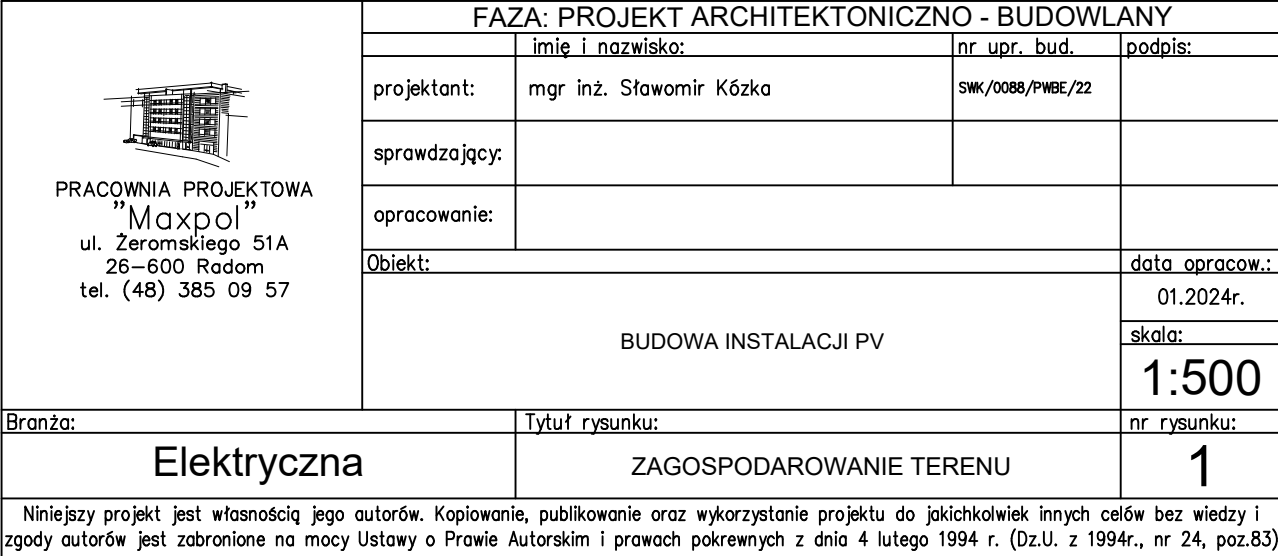 FAZA: PROJEKT ARCHITEKTONICZNO - BUDOWLANY
imię i nazwisko: nr upr. bud. podpis:
projektant: mgr inż. Sławomir Kózka SWK/0088/PWBE/22
sprawdzający:
opracowanie:
PRACOWNIA PROJEKTOWA
"Maxpol"
ul. Żeromskiego 51A
26-600 Radom
tel. (48) 385 09 57
Obiekt: data opracow.:
01.2024r.
BUDOWA INSTALACJI PV
skala:
1:500
Branża: Tytuł rysunku: nr rysunku:
Elektryczna ZAGOSPODAROWANIE TERENU 1
Niniejszy projekt jest własnością jego autorów. Kopiowanie, publikowanie oraz wykorzystanie projektu do jakichkolwiek innych celów bez wiedzy i
zgody autorów jest zabronione na mocy Ustawy o Prawie Autorskim i prawach pokrewnych z dnia 4 lutego 1994 r. (Dz.U. z 1994r., nr 24, poz.83)